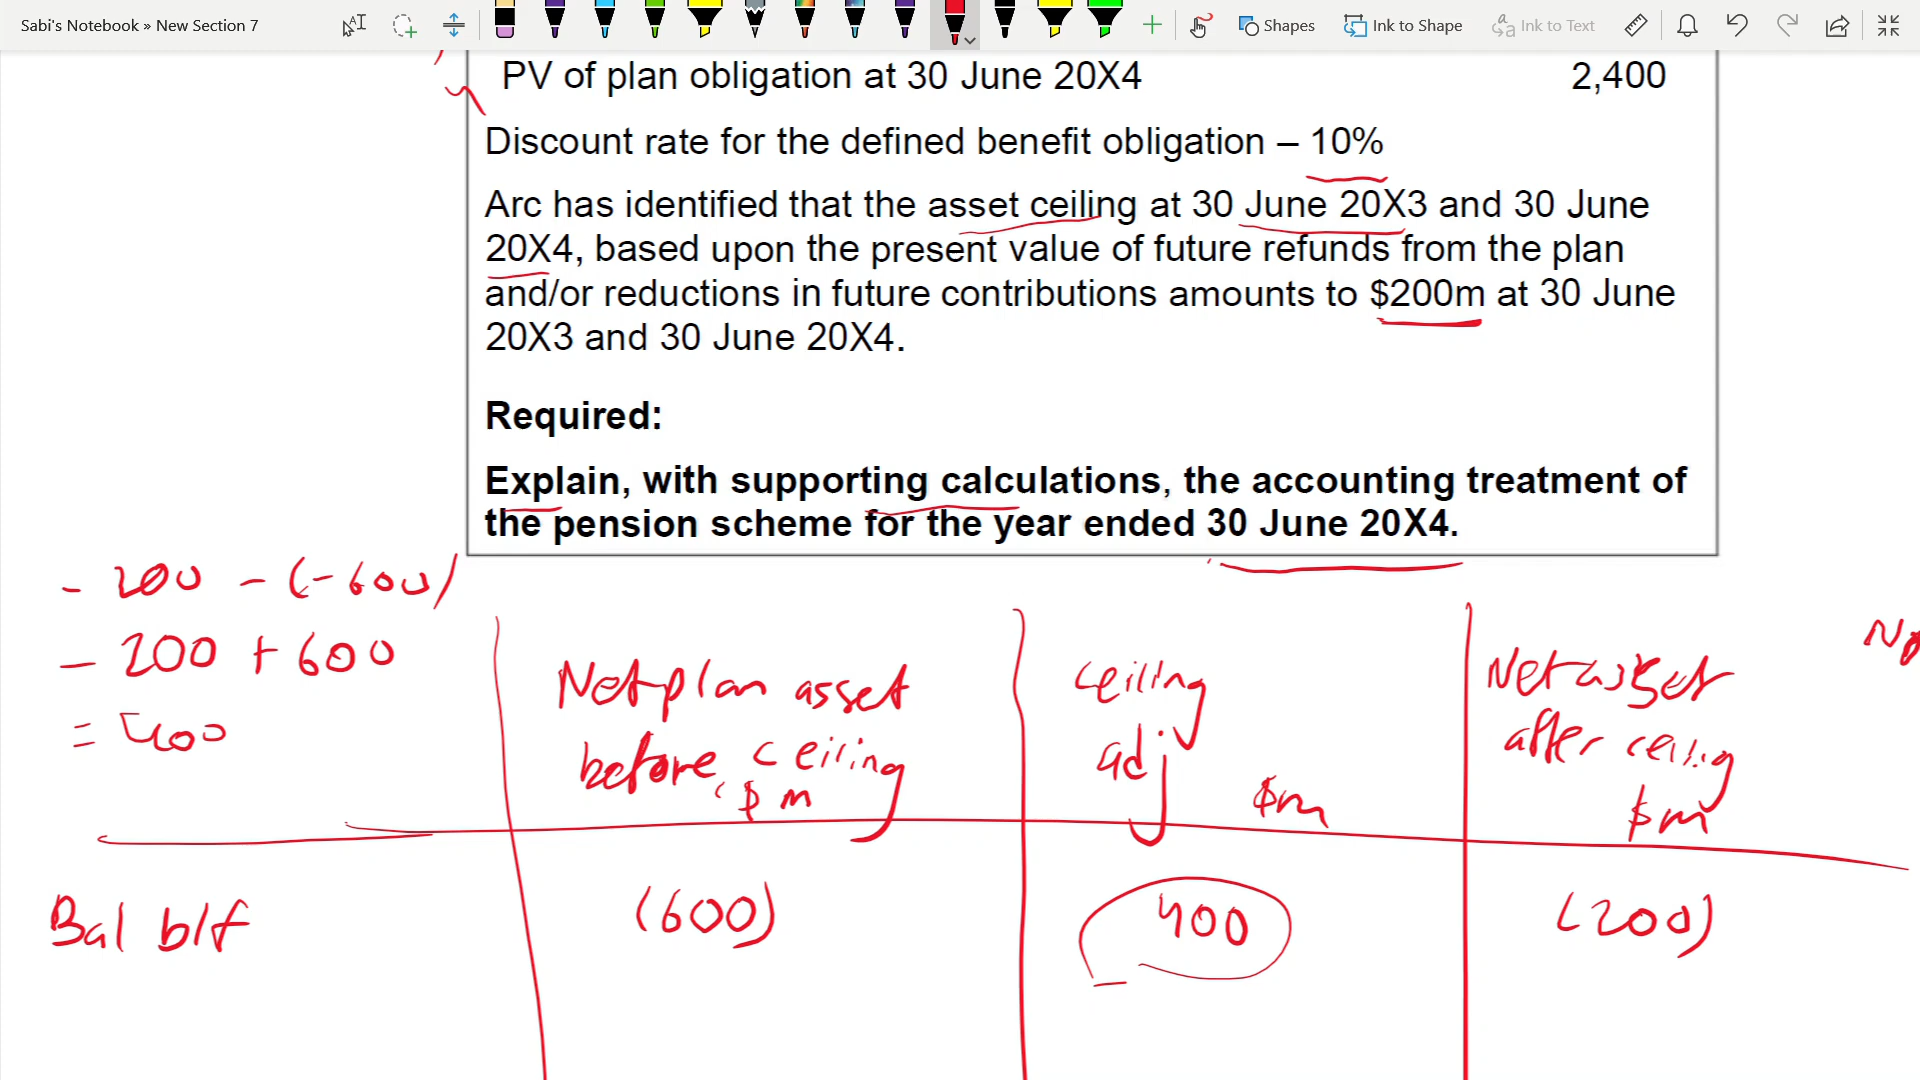 Sabi's Notebook » New Section 7
Shapes
Ink to Shape
Ink to Text
PV of plan obligation at 30 June 20X4 2,400
Discount rate for the defined benefit obligation – 10%
Arc has identified that the asset ceiling at 30 June 20X3 and 30 June
20X4, based upon the present value of future refunds from the plan
and/or reductions in future contributions amounts to $200m at 30 June
20X3 and 30 June 20X4.
Required:
Explain, with supporting calculations, the accounting treatment of
the pension scheme for the year ended 30 June 20X4.
- 200 - (-600)
- 200 + 600
= 400
Net plan asset
before ceiling
$m
ceiling
adj
$m
Net asset
after ceiling
$m
Bal b/f (600) 400 (200)